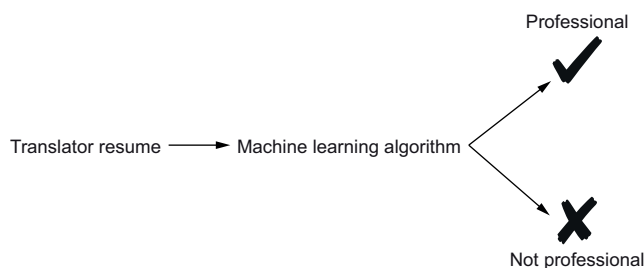 Professional
Translator resume
Machine learning algorithm
Not professional